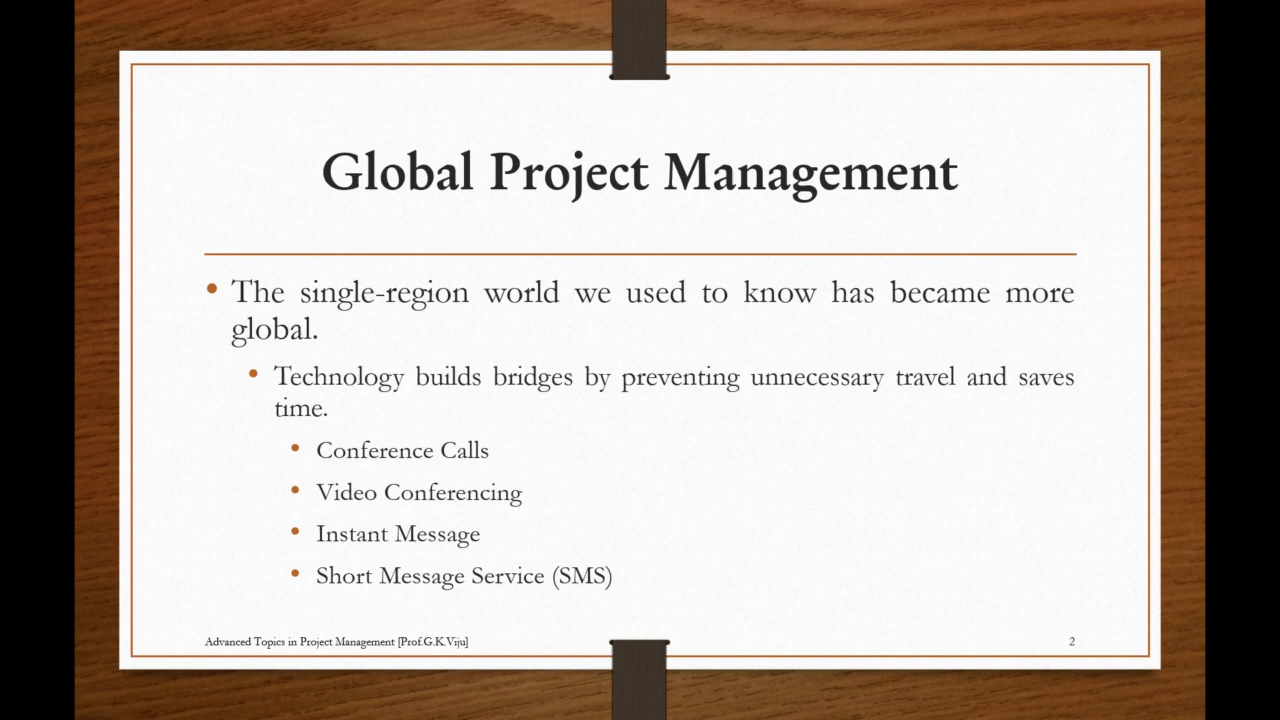 Global Project Management
• The single-region world we used to know has became more
global.
• Technology builds bridges by preventing unnecessary travel and saves
time.
• Conference Calls
• Video Conferencing
• Instant Message
• Short Message Service (SMS)
Advanced Topics in Project Management [Prof.G.K.Viju]
2